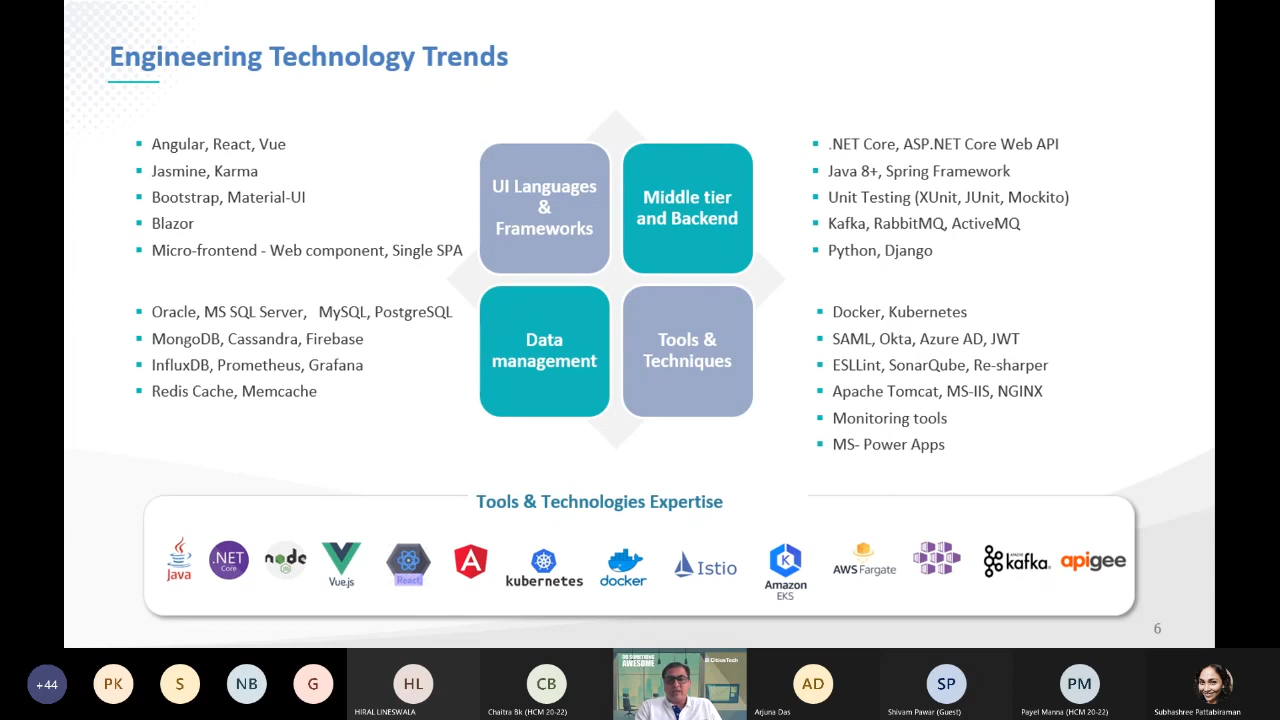 Engineering Technology Trends
Angular, React, Vue
Jasmine, Karma
Bootstrap, Material-UI
Blazor
Micro-frontend - Web component, Single SPA
UI Languages
&
Frameworks
Middle tier
and Backend
.NET Core, ASP.NET Core Web API
Java 8+, Spring Framework
Unit Testing (XUnit, JUnit, Mockito)
Kafka, RabbitMQ, ActiveMQ
Python, Django
Oracle, MS SQL Server, MySQL, PostgreSQL
MongoDB, Cassandra, Firebase
InfluxDB, Prometheus, Grafana
Redis Cache, Memcache
Data
management
Tools &
Techniques
Docker, Kubernetes
SAML, Okta, Azure AD, JWT
ESLLint, SonarQube, Re-sharper
Apache Tomcat, MS-IIS, NGINX
Monitoring tools
MS- Power Apps
Tools & Technologies Expertise
Java
.NET
Core
node
JS
Vue.js
React
kubernetes
docker
Istio
Amazon
EKS
AWS Fargate
APACHE
kafka.
apigee
6
+44
PK
S
NB
G
HL
HIRAL LINESWALA
CB
Chaitra Bk (HCM 20-22)
DO SOMETHING
AWESOME
CitiusTech
AD
Arjuna Das
SP
Shivam Pawar (Guest)
PM
Payel Manna (HCM 20-22)
Subhashree Pattabiraman